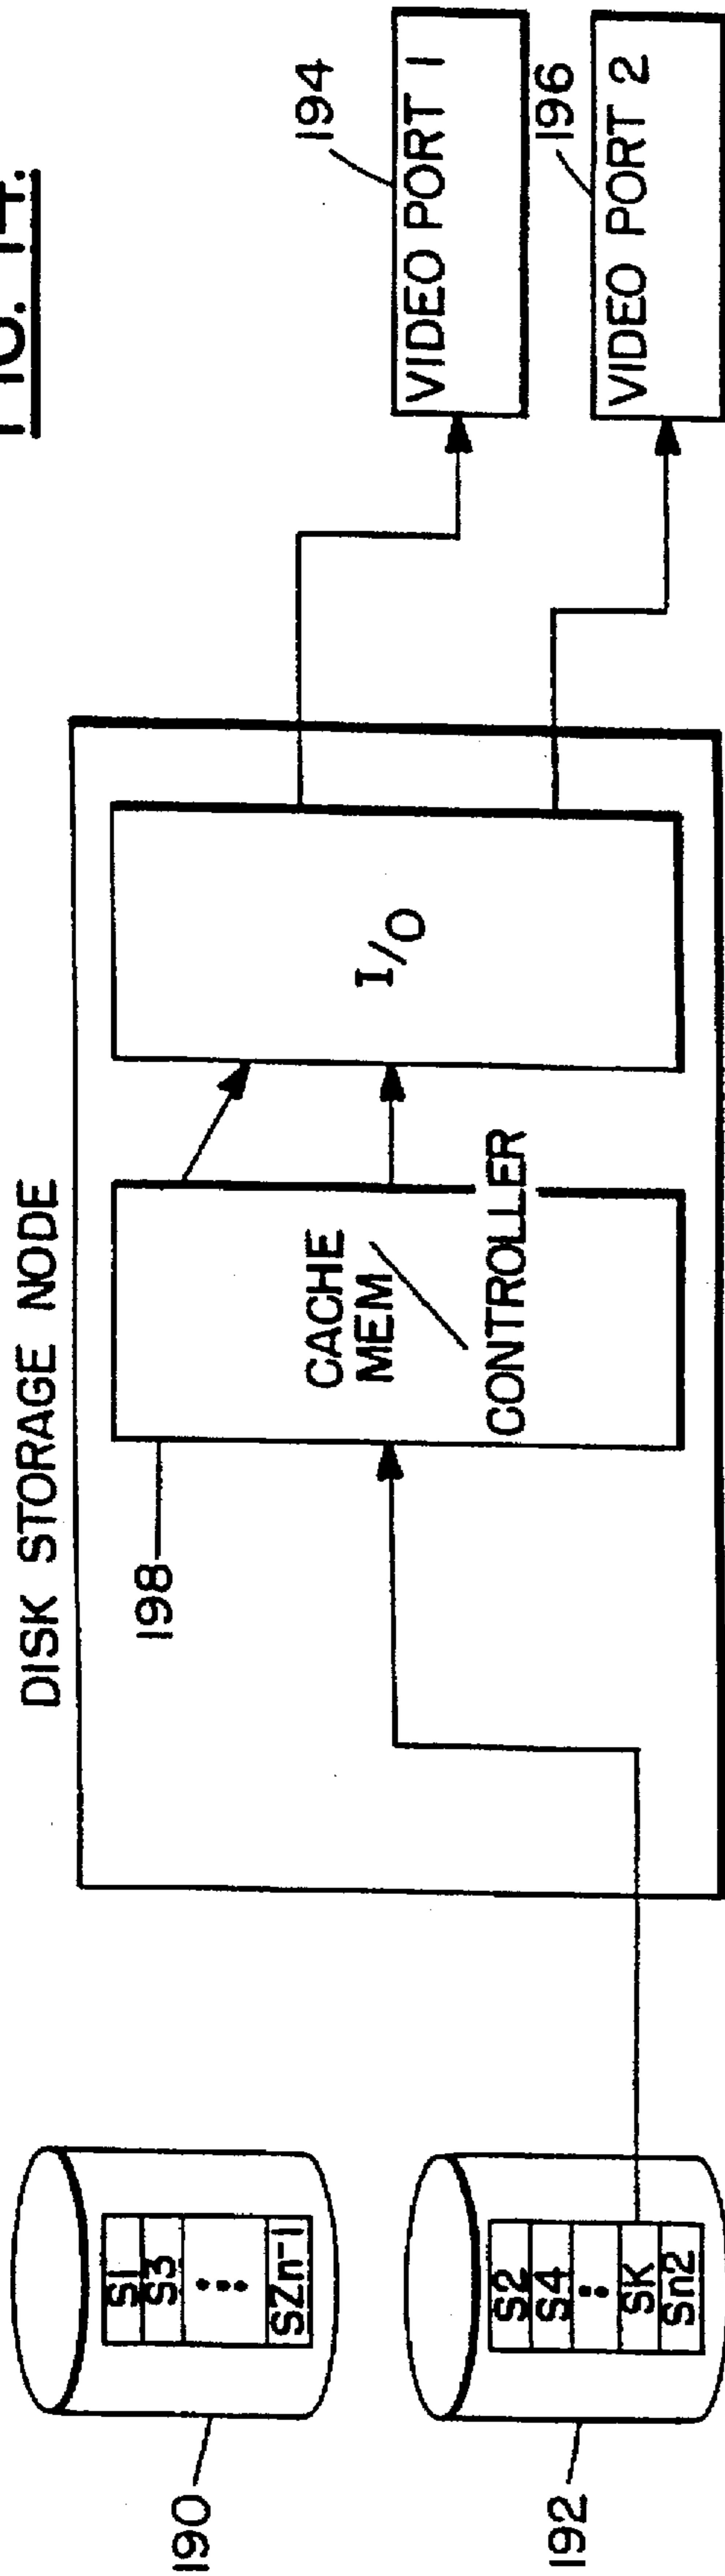 FIG. 14.
DISK STORAGE NODE
190
S1
S3
SZn-1
192
S2
S4
SK
Sn2
198
CACHE
MEM
/
CONTROLLER
I/O
194
VIDEO PORT 1
196
VIDEO PORT 2